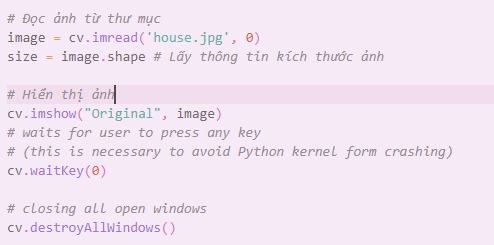 # Đọc ảnh từ thư mục
image = cv.imread('house.jpg', 0)
size = image.shape # Lấy thông tin kích thước ảnh
# Hiển thị ảnh
cv.imshow("Original", image)
# waits for user to press any key
# (this is necessary to avoid Python kernel form crashing)
cv.waitKey(0)
# closing all open windows
cv.destroyAllWindows()